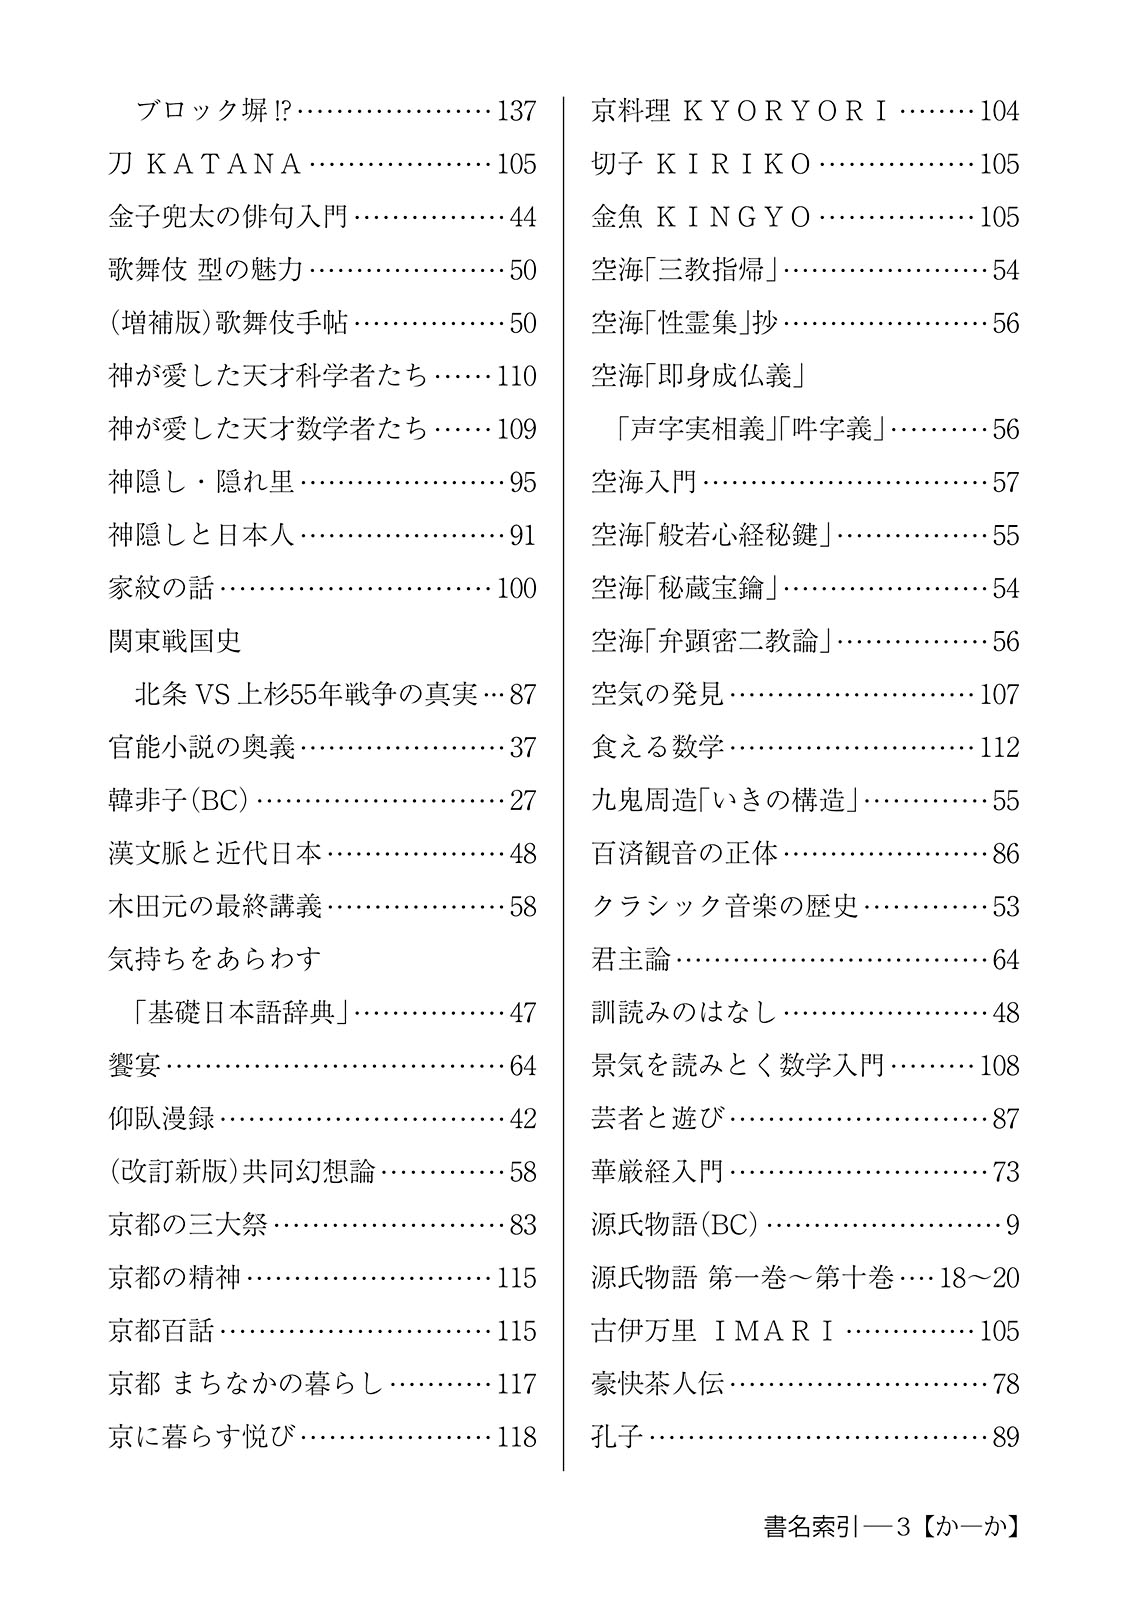 ブロック塀!?…………………137
刀 KATANA…………………105
金子兜太の俳句入門………………44
歌舞伎 型の魅力…………………50
（増補版）歌舞伎手帖………………50
神が愛した天才科学者たち……110
神が愛した天才数学者たち……109
神隠し・隠れ里…………………95
神隠しと日本人…………………91
家紋の話…………………………100
関東戦国史
北条 VS 上杉55年戦争の真実…87
官能小説の奥義…………………37
韓非子（BC）………………………27
漢文脈と近代日本…………………48
木田元の最終講義…………………58
気持ちをあらわす
「基礎日本語辞典」………………47
饗宴………………………………64
仰臥漫録…………………………42
（改訂新版）共同幻想論……………58
京都の三大祭……………………83
京都の精神………………………115
京都百話…………………………115
京都 まちなかの暮らし…………117
京に暮らす悦び…………………118
京料理 KYORYORI………104
切子 KIRIKO………………105
金魚 KINGYO………………105
空海「三教指帰」…………………54
空海「性霊集」抄…………………56
空海「即身成仏義」
「声字実相義」「吽字義」…………56
空海入門…………………………57
空海「般若心経秘鍵」………………55
空海「秘蔵宝鑰」…………………54
空海「弁顕密二教論」………………56
空気の発見………………………107
食える数学………………………112
九鬼周造「いきの構造」……………55
百済観音の正体…………………86
クラシック音楽の歴史……………53
君主論……………………………64
訓読みのはなし…………………48
景気を読みとく数学入門………108
芸者と遊び………………………87
華厳経入門………………………73
源氏物語（BC）……………………9
源氏物語 第一巻～第十巻‥‥18～20
古伊万里 IMARI……………105
豪快茶人伝………………………78
孔子………………………………89
書名索引―3【か―か】